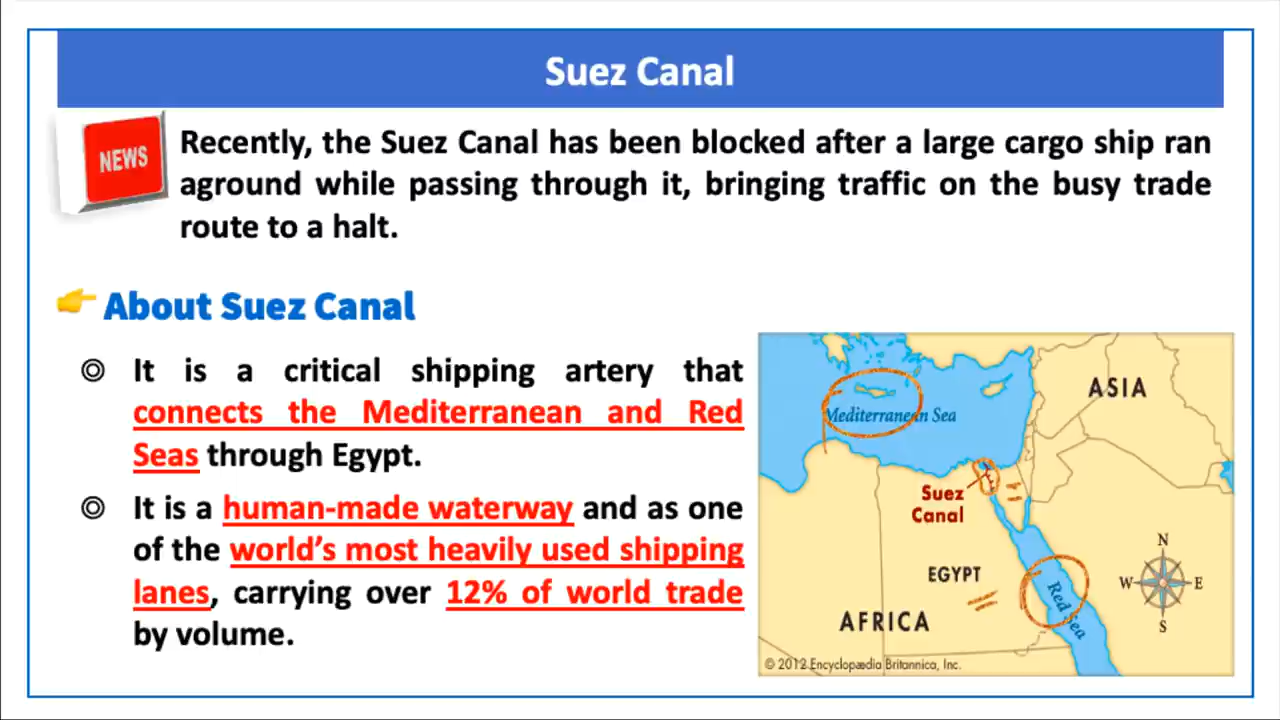 Suez Canal
NEWS
Recently, the Suez Canal has been blocked after a large cargo ship ran
aground while passing through it, bringing traffic on the busy trade
route to a halt.
About Suez Canal
It is a critical shipping artery that
connects the Mediterranean and Red
Seas through Egypt.
It is a human-made waterway and as one
of the world’s most heavily used shipping
lanes, carrying over 12% of world trade
by volume.
ASIA
Mediterranean Sea
Suez
Canal
N
EGYPT
W
E
Red Sea
AFRICA
S
© 2012 Encyclopædia Britannica, Inc.